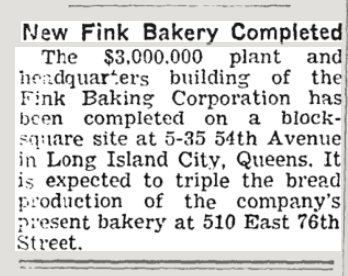 New Fink Bakery Completed
The $3,000.000 plant and
headquarters building of the
Fink Baking Corporation has
been completed on a block-
square site at 5-35 54th Avenue
in Long Island City, Queens. It
is expected to triple the bread
production of the company's
present bakery at 510 East 76th
Street.